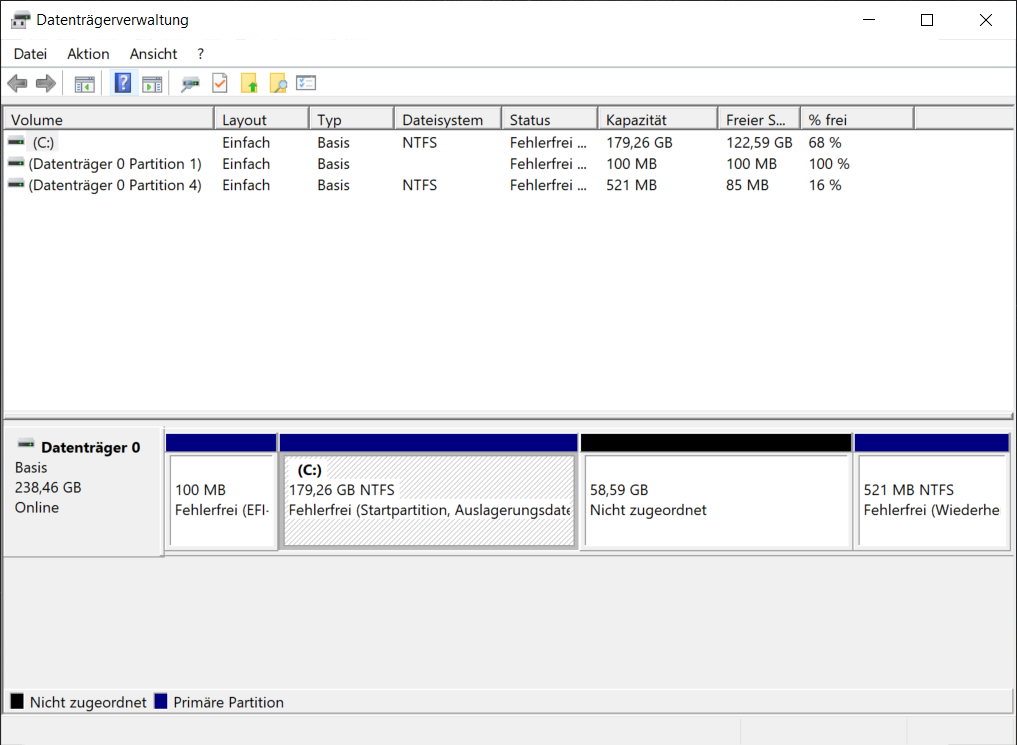 Datenträgerverwaltung
Datei Aktion Ansicht ?
Volume Layout Typ Dateisystem Status Kapazität Freier S... % frei
(C:) Einfach Basis NTFS Fehlerfrei ... 179,26 GB 122,59 GB 68 %
(Datenträger 0 Partition 1) Einfach Basis Fehlerfrei ... 100 MB 100 MB 100 %
(Datenträger 0 Partition 4) Einfach Basis NTFS Fehlerfrei ... 521 MB 85 MB 16 %
Datenträger 0
Basis
238,46 GB
Online
100 MB
Fehlerfrei (EFI-
(C:)
179,26 GB NTFS
Fehlerfrei (Startpartition, Auslagerungsdate
58,59 GB
Nicht zugeordnet
521 MB NTFS
Fehlerfrei (Wiederhe
Nicht zugeordnet Primäre Partition